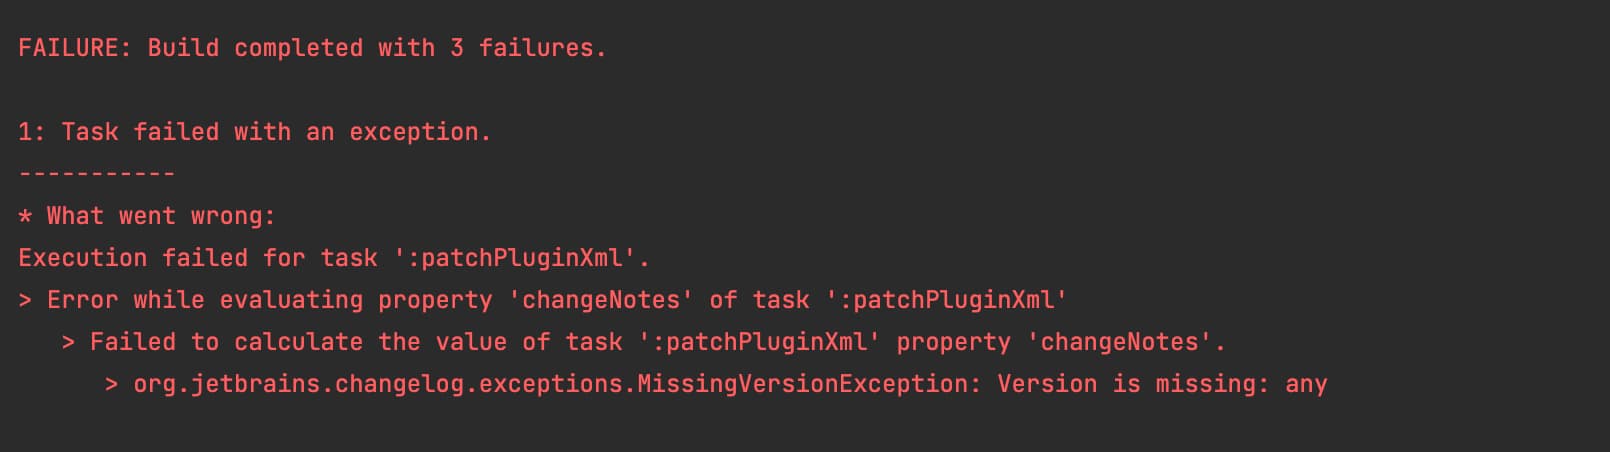 FAILURE: Build completed with 3 failures.
1: Task failed with an exception.
-----------
* What went wrong:
Execution failed for task ':patchPluginXml'.
> Error while evaluating property 'changeNotes' of task ':patchPluginXml'
> Failed to calculate the value of task ':patchPluginXml' property 'changeNotes'.
> org.jetbrains.changelog.exceptions.MissingVersionException: Version is missing: any